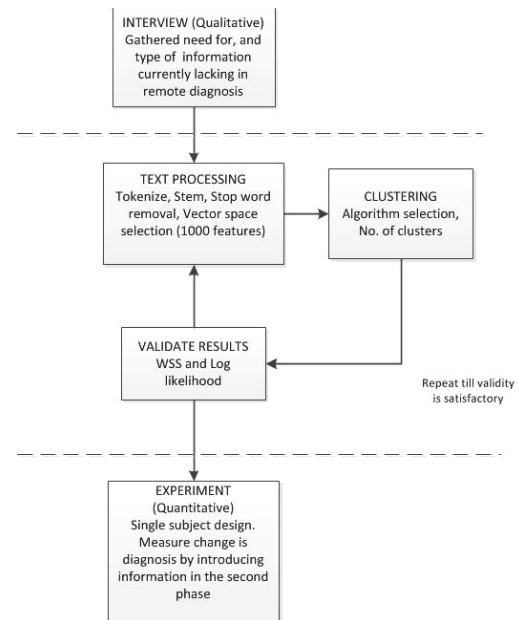 INTERVIEW (Qualitative)
Gathered need for, and
type of information
currently lacking in
remote diagnosis
TEXT PROCESSING
Tokenize, Stem, Stop word
removal, Vector space
selection (1000 features)
CLUSTERING
Algorithm selection,
No. of clusters
VALIDATE RESULTS
WSS and Log
likelihood
Repeat till validity
is satisfactory
EXPERIMENT
(Quantitative)
Single subject design.
Measure change is
diagnosis by introducing
information in the second
phase